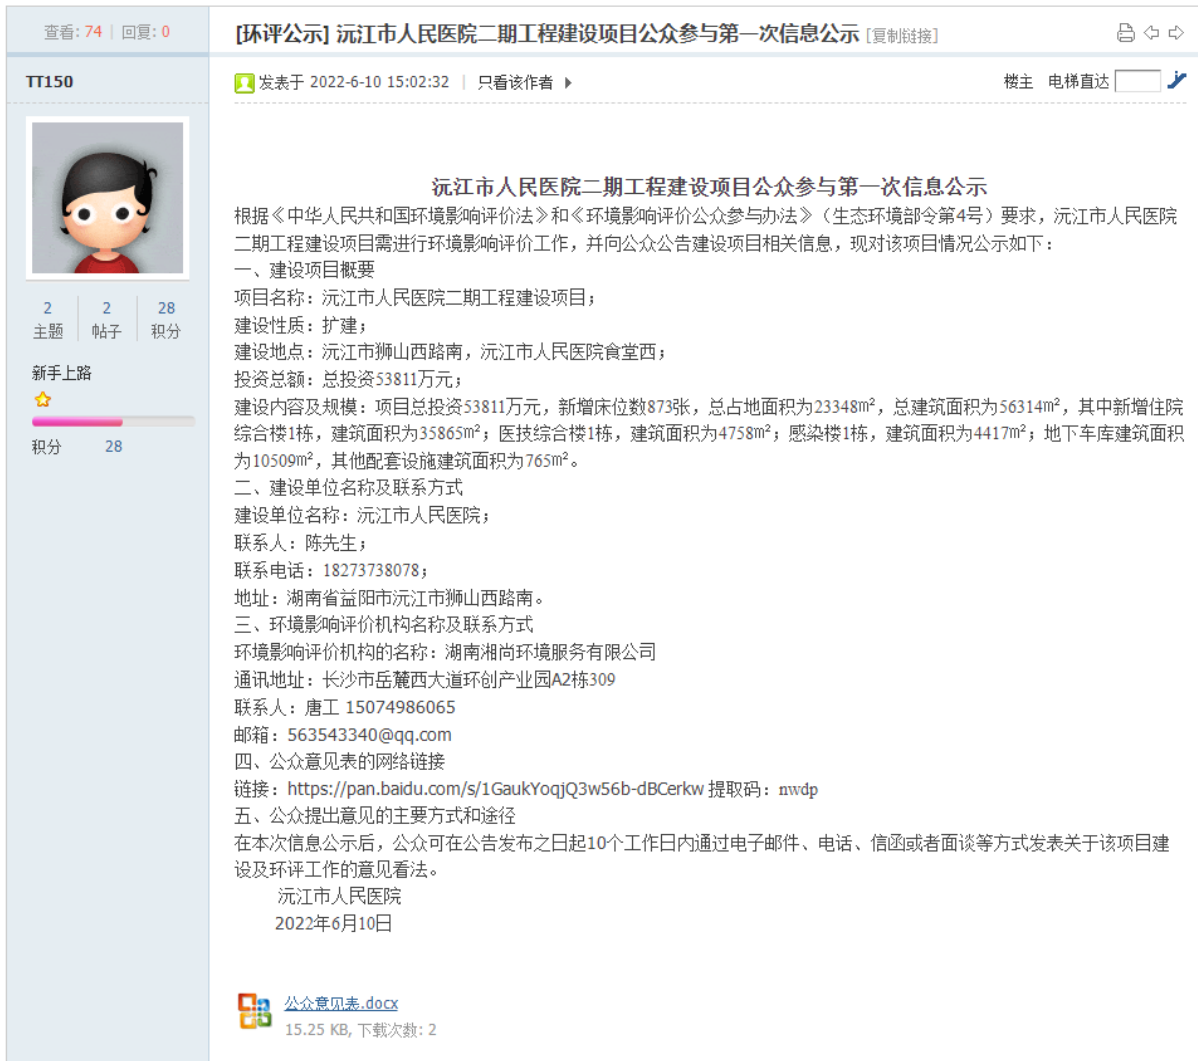 查看: 74 | 回复: 0
[环评公示] 沅江市人民医院二期工程建设项目公众参与第一次信息公示 [复制链接]
TT150
发表于 2022-6-10 15:02:32 | 只看该作者
楼主 电梯直达
2 2 28
主题 帖子 积分
新手上路
积分 28
沅江市人民医院二期工程建设项目公众参与第一次信息公示
根据《中华人民共和国环境影响评价法》和《环境影响评价公众参与办法》（生态环境部令第4号）要求，沅江市人民医院
二期工程建设项目需进行环境影响评价工作，并向公众公告建设项目相关信息，现对该项目情况公示如下：
一、建设项目概要
项目名称：沅江市人民医院二期工程建设项目；
建设性质：扩建；
建设地点：沅江市狮山西路南，沅江市人民医院食堂西；
投资总额：总投资53811万元；
建设内容及规模：项目总投资53811万元，新增床位数873张，总占地面积为23348㎡，总建筑面积为56314㎡，其中新增住院
综合楼1栋，建筑面积为35865㎡；医技综合楼1栋，建筑面积为4758㎡；感染楼1栋，建筑面积为4417㎡；地下车库建筑面积
为10509㎡，其他配套设施建筑面积为765㎡。
二、建设单位名称及联系方式
建设单位名称：沅江市人民医院；
联系人：陈先生；
联系电话：18273738078；
地址：湖南省益阳市沅江市狮山西路南。
三、环境影响评价机构名称及联系方式
环境影响评价机构的名称：湖南湘尚环境服务有限公司
通讯地址：长沙市岳麓西大道环创产业园A2栋309
联系人：唐工 15074986065
邮箱：563543340@qq.com
四、公众意见表的网络链接
链接：https://pan.baidu.com/s/1GaukYoqjQ3w56b-dBCerkw 提取码：nwdp
五、公众提出意见的主要方式和途径
在本次信息公示后，公众可在公告发布之日起10个工作日内通过电子邮件、电话、信函或者面谈等方式发表关于该项目建
设及环评工作的意见看法。
沅江市人民医院
2022年6月10日
公众意见表.docx
15.25 KB, 下载次数: 2